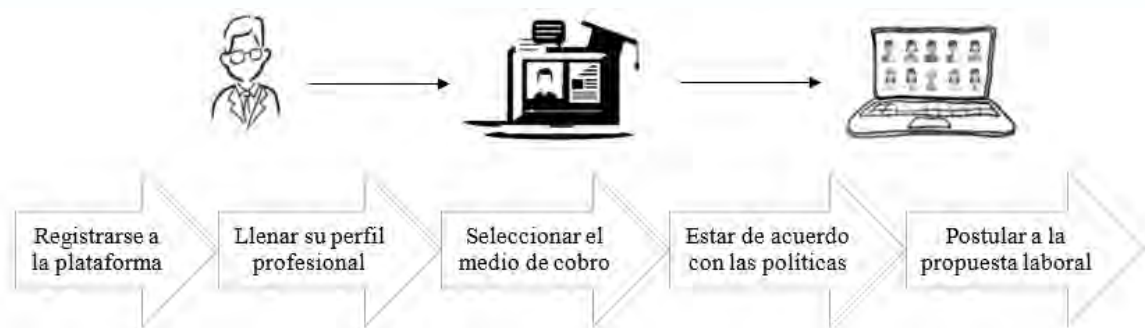 Registrarse a
la plataforma
Llenar su perfil
profesional
Seleccionar el
medio de cobro
Estar de acuerdo
con las políticas
Postular a la
propuesta laboral